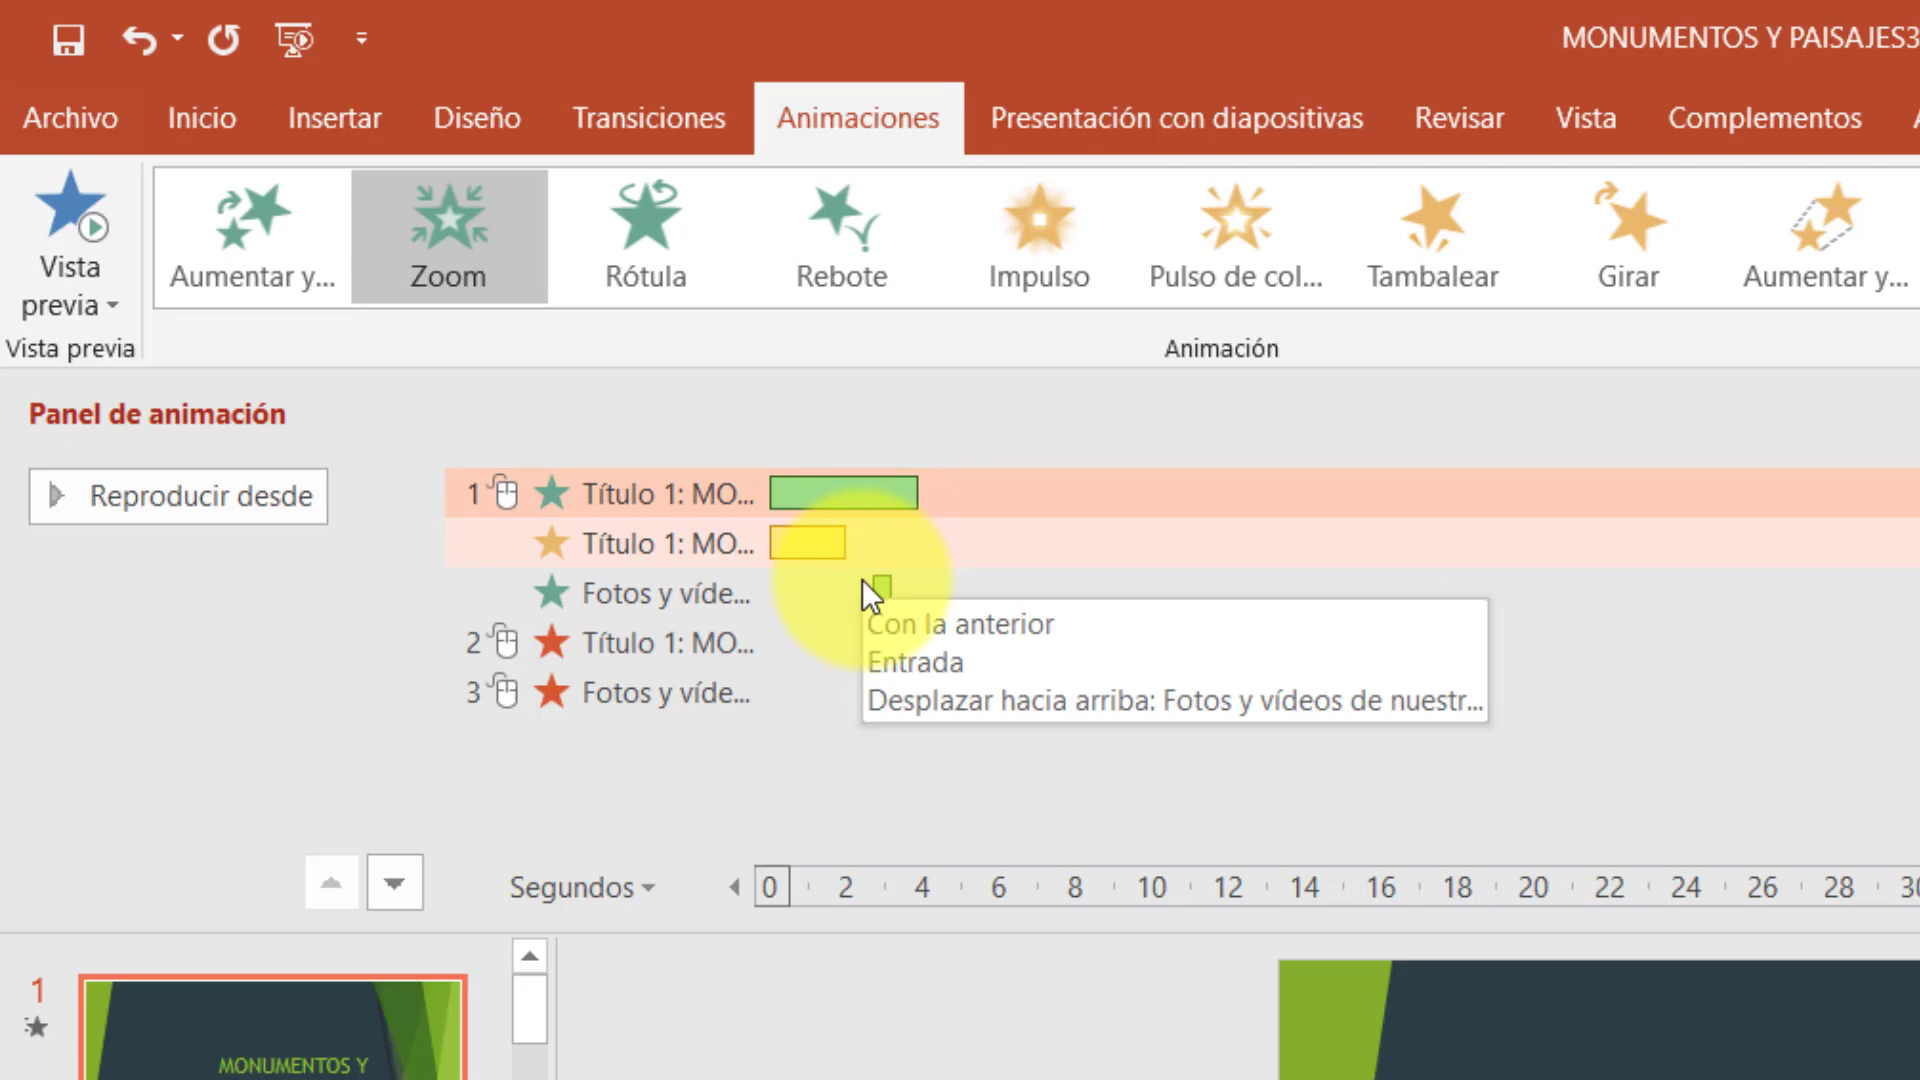 MONUMENTOS Y PAISAJES3
Archivo Inicio Insertar Diseño Transiciones Animaciones Presentación con diapositivas Revisar Vista Complementos
Vista previa
Aumentar y... Zoom Rótula Rebote Impulso Pulso de col... Tambalear Girar Aumentar y...
Vista previa
Animación
Panel de animación
Reproducir desde
1 Título 1: MO...
Título 1: MO...
Fotos y víde...
2 Título 1: MO...
3 Fotos y víde...
Con la anterior
Entrada
Desplazar hacia arriba: Fotos y vídeos de nuestr...
Segundos 0 2 4 6 8 10 12 14 16 18 20 22 24 26 28
1
MONUMENTOS Y